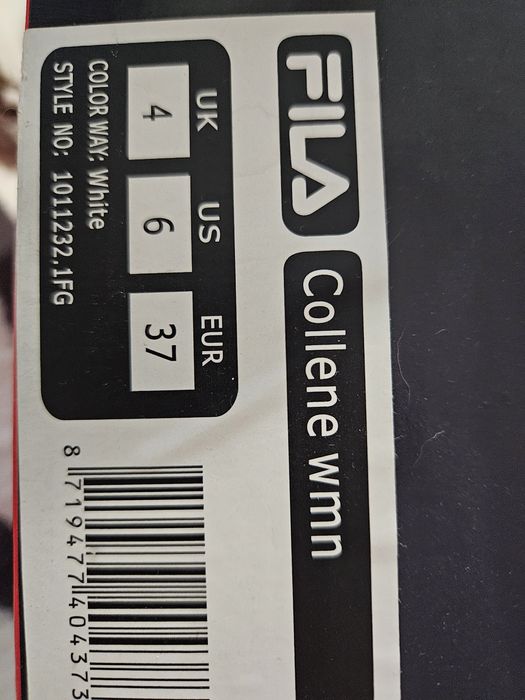 FILA
Collene wmn
UK US EUR
4 6 37
COLOR WAY: White
STYLE NO: 1011232.1FG
8 719477 404373